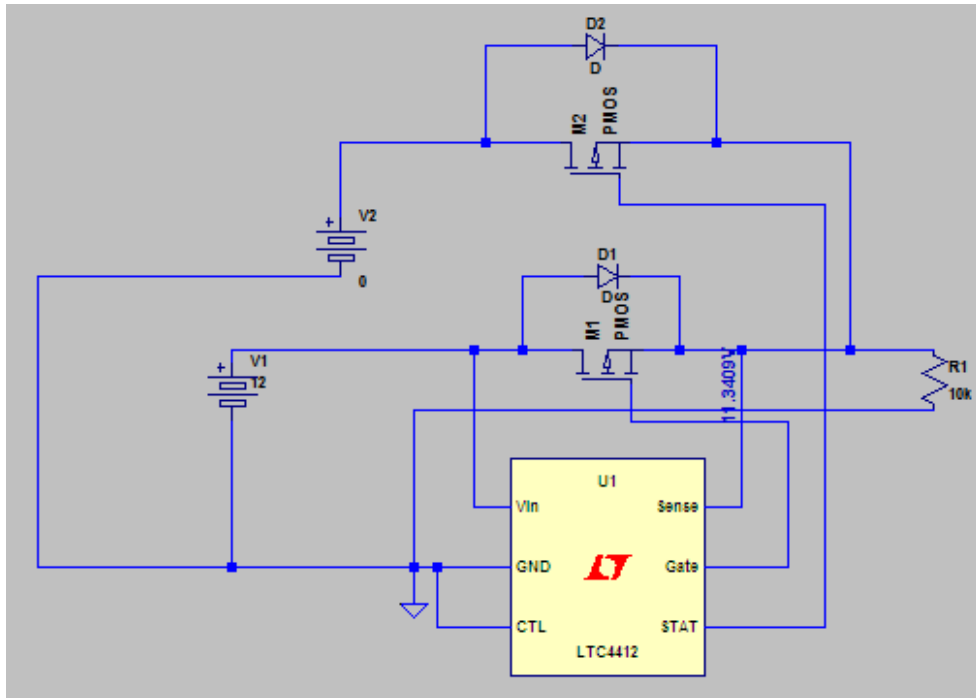 D2
D
M2
PMOS
+
V2
0
D1
D
M1
PMOS
+
V1
11.3409V
R1
10k
U1
Vin
Sense
GND
Gate
CTL
STAT
LTC4412